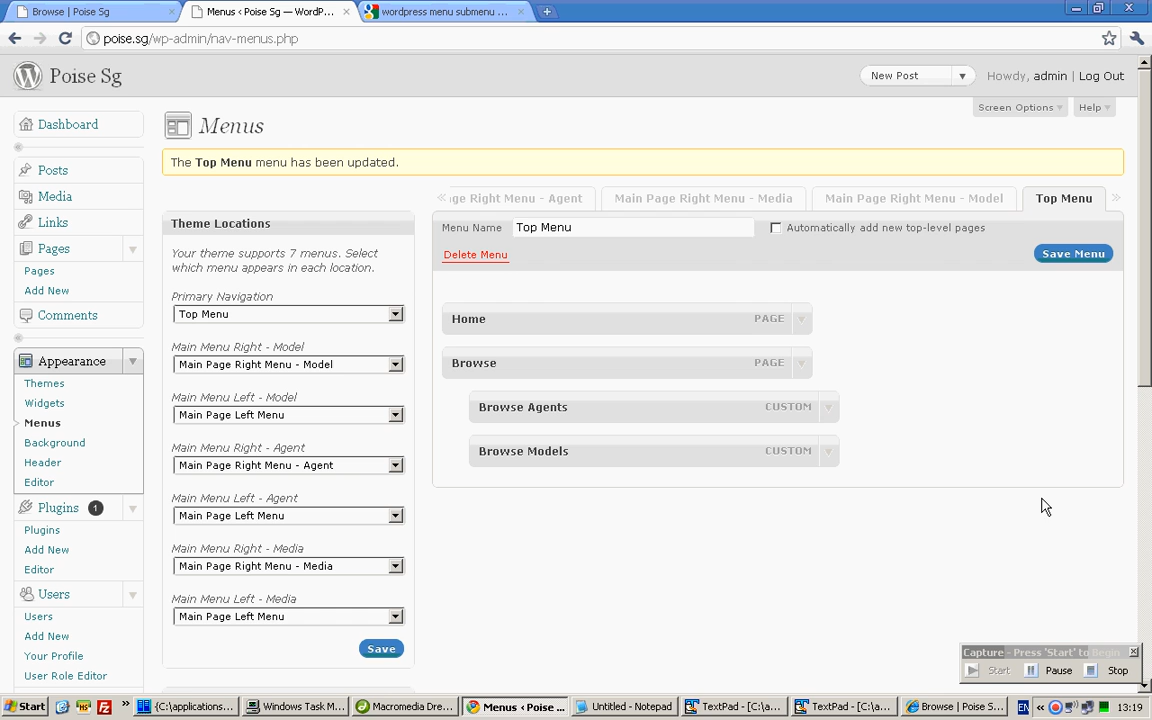 Browse | Poise Sg
Menus ‹ Poise Sg — WordP...
wordpress menu submenu ...
poise.sg/wp-admin/nav-menus.php
Poise Sg
New Post
Howdy, admin | Log Out
Screen Options
Help
Menus
The Top Menu menu has been updated.
Dashboard
Posts
Media
Links
Pages
Pages
Add New
Comments
Appearance
Themes
Widgets
Menus
Background
Header
Editor
Plugins 1
Plugins
Add New
Editor
Users
Users
Add New
Your Profile
User Role Editor
Theme Locations
Your theme supports 7 menus. Select
which menu appears in each location.
Primary Navigation
Top Menu
Main Menu Right - Model
Main Page Right Menu - Model
Main Menu Left - Model
Main Page Left Menu
Main Menu Right - Agent
Main Page Right Menu - Agent
Main Menu Left - Agent
Main Page Left Menu
Main Menu Right - Media
Main Page Right Menu - Media
Main Menu Left - Media
Main Page Left Menu
Save
ge Right Menu - Agent
Main Page Right Menu - Media
Main Page Right Menu - Model
Top Menu
Menu Name Top Menu
Automatically add new top-level pages
Delete Menu
Save Menu
Home PAGE
Browse PAGE
Browse Agents CUSTOM
Browse Models CUSTOM
Capture - Press 'Start' to Begin
Start Pause Stop
Start
{C:\applications...
Windows Task M...
Macromedia Dre...
Menus ‹ Poise ...
Untitled - Notepad
TextPad - [C:\a...
TextPad - [C:\a...
Browse | Poise S...
EN
13:19